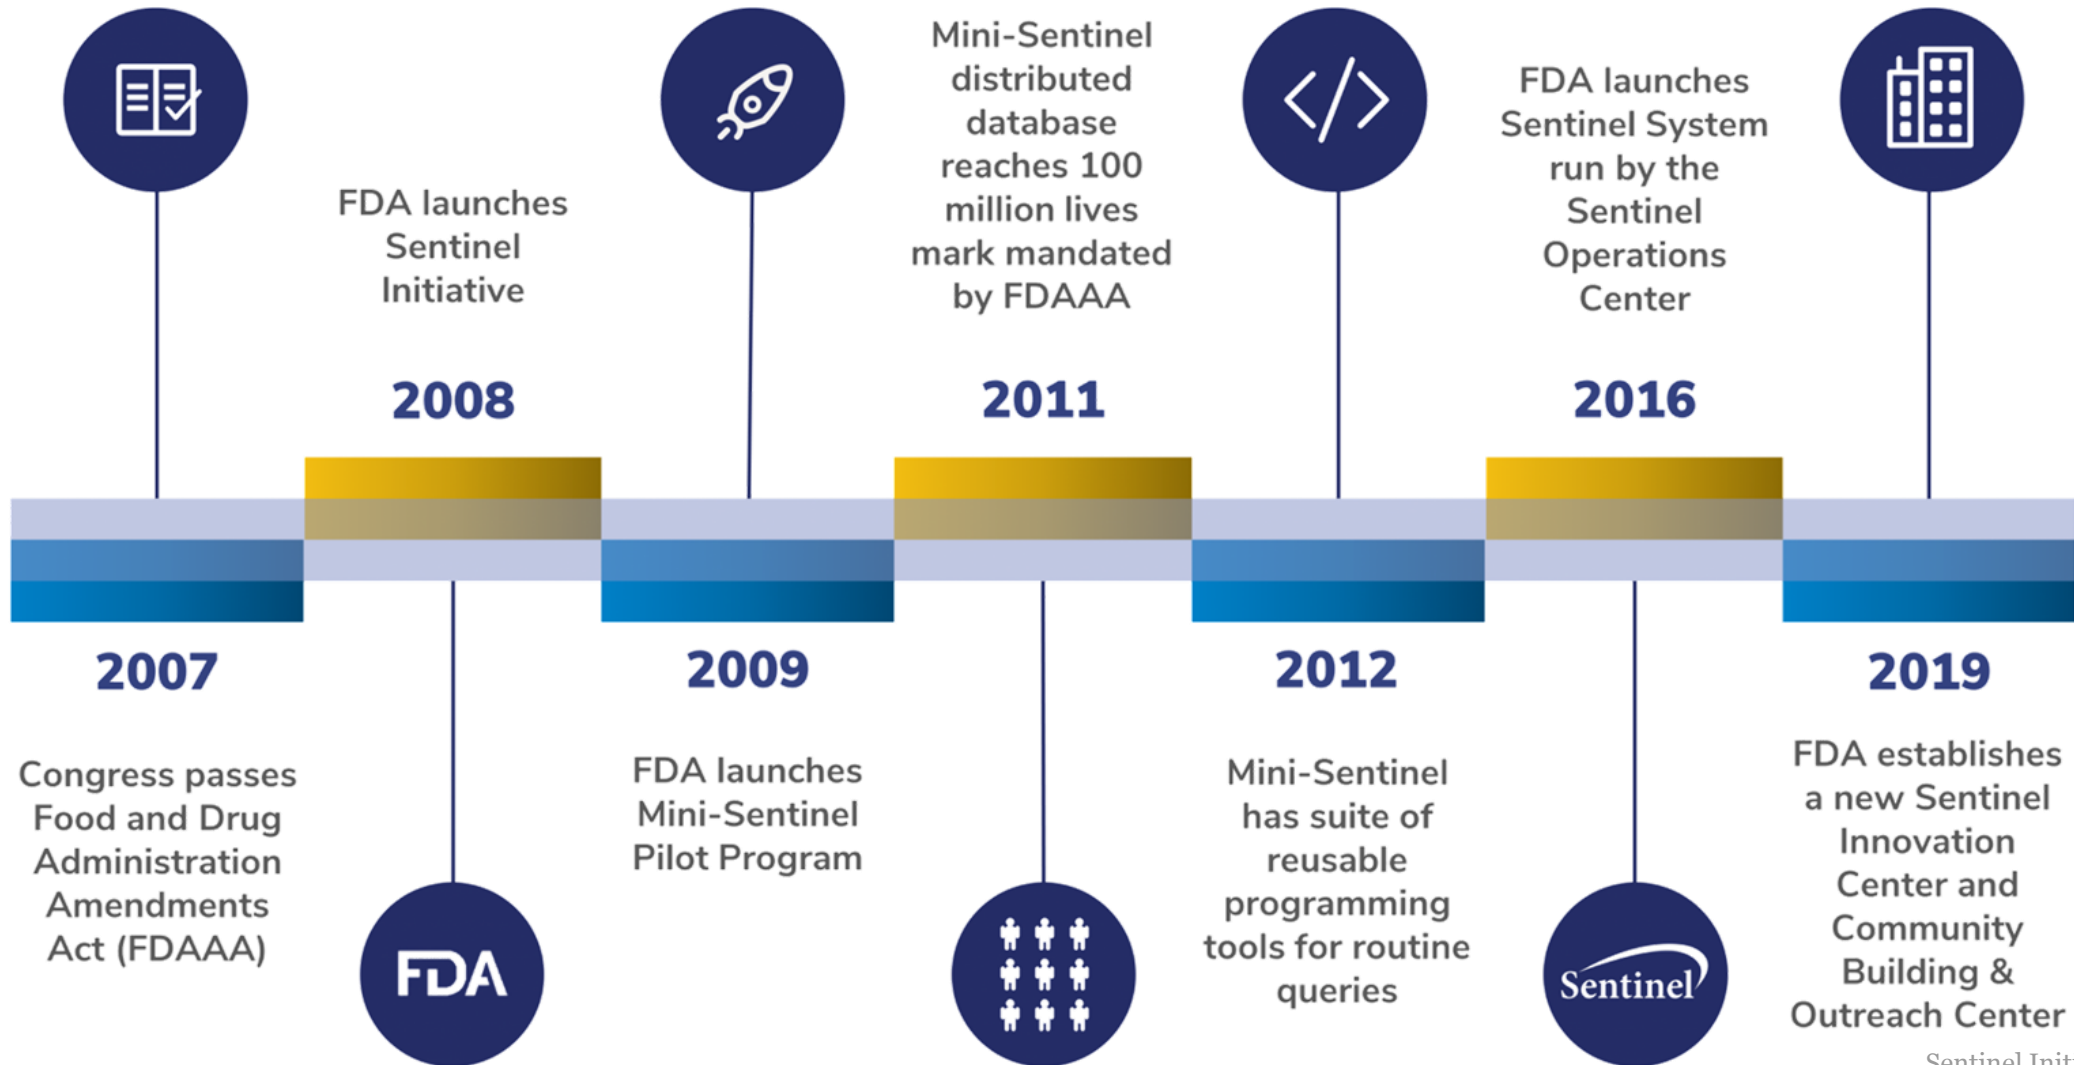 2007
Congress passes
Food and Drug
Administration
Amendments
Act (FDAAA)
FDA launches
Sentinel
Initiative
2008
FDA
2009
FDA launches
Mini-Sentinel
Pilot Program
Mini-Sentinel
distributed
database
reaches 100
million lives
mark mandated
by FDAAA
2011
2012
Mini-Sentinel
has suite of
reusable
programming
tools for routine
queries
FDA launches
Sentinel System
run by the
Sentinel
Operations
Center
2016
Sentinel
2019
FDA establishes
a new Sentinel
Innovation
Center and
Community
Building &
Outreach Center
Sentinel